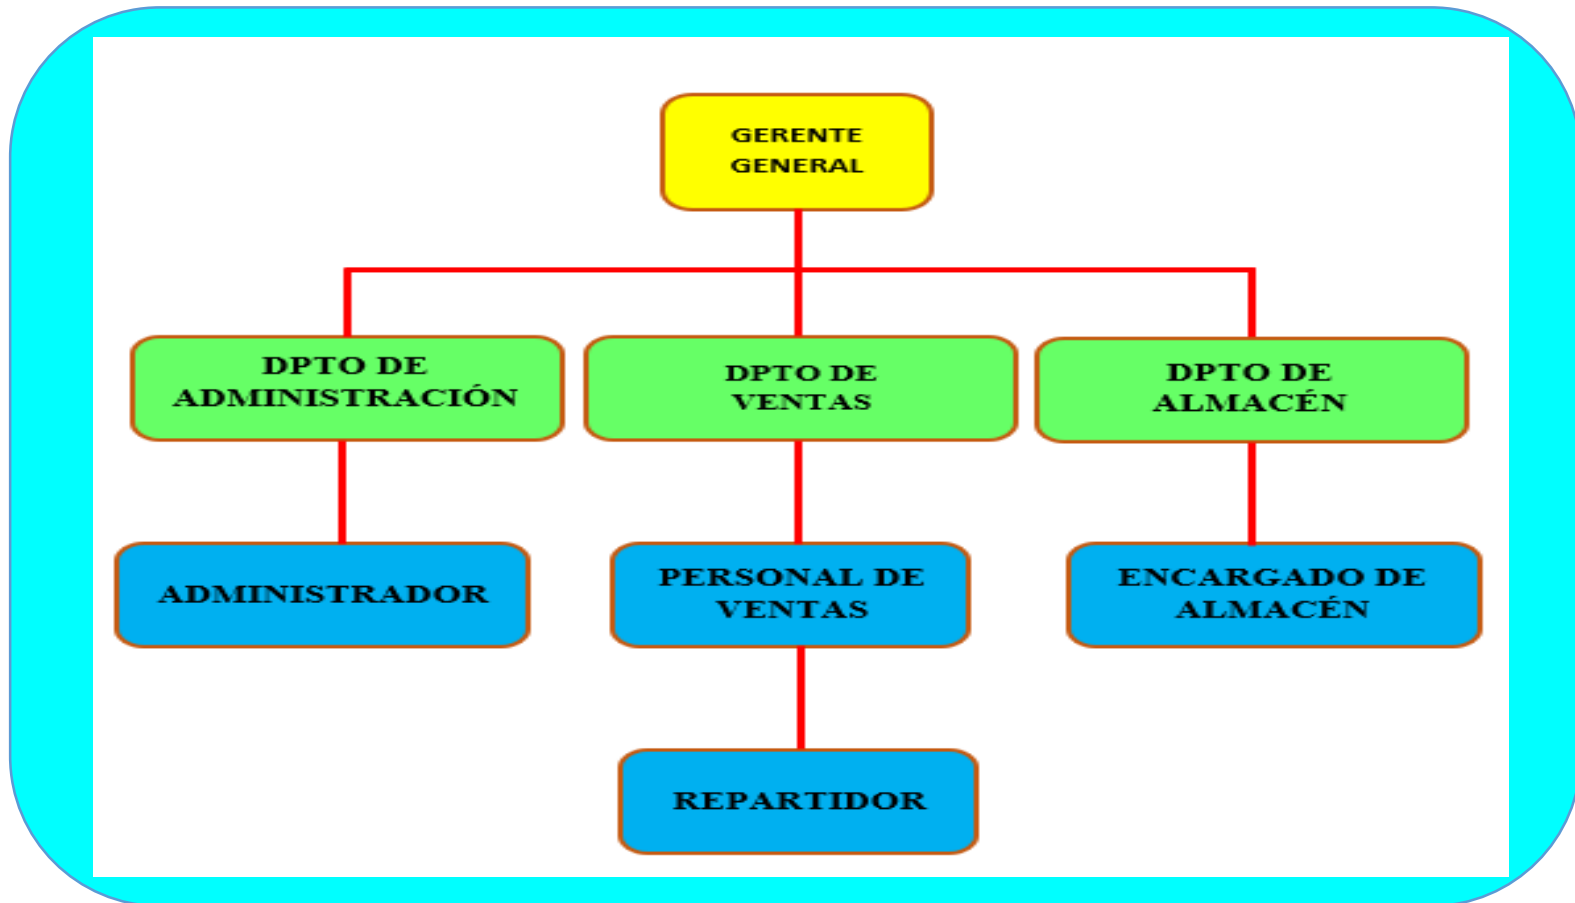 GERENTE
GENERAL
DPTO DE
ADMINISTRACIÓN
DPTO DE
VENTAS
DPTO DE
ALMACÉN
ADMINISTRADOR
PERSONAL DE
VENTAS
ENCARGADO DE
ALMACÉN
REPARTIDOR